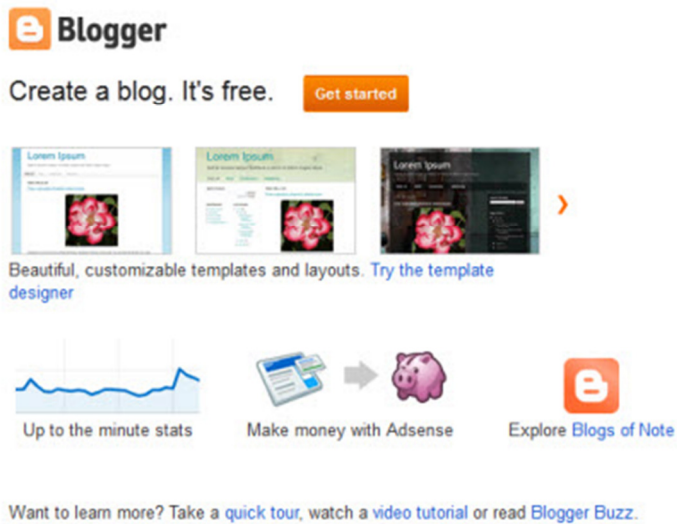 Blogger
Create a blog. It's free.
Get started
Lorem Ipsum
Lorem Ipsum
Lorem Ipsum
Beautiful, customizable templates and layouts. Try the template
designer
Up to the minute stats
Make money with Adsense
Explore Blogs of Note
Want to learn more? Take a quick tour, watch a video tutorial or read Blogger Buzz.